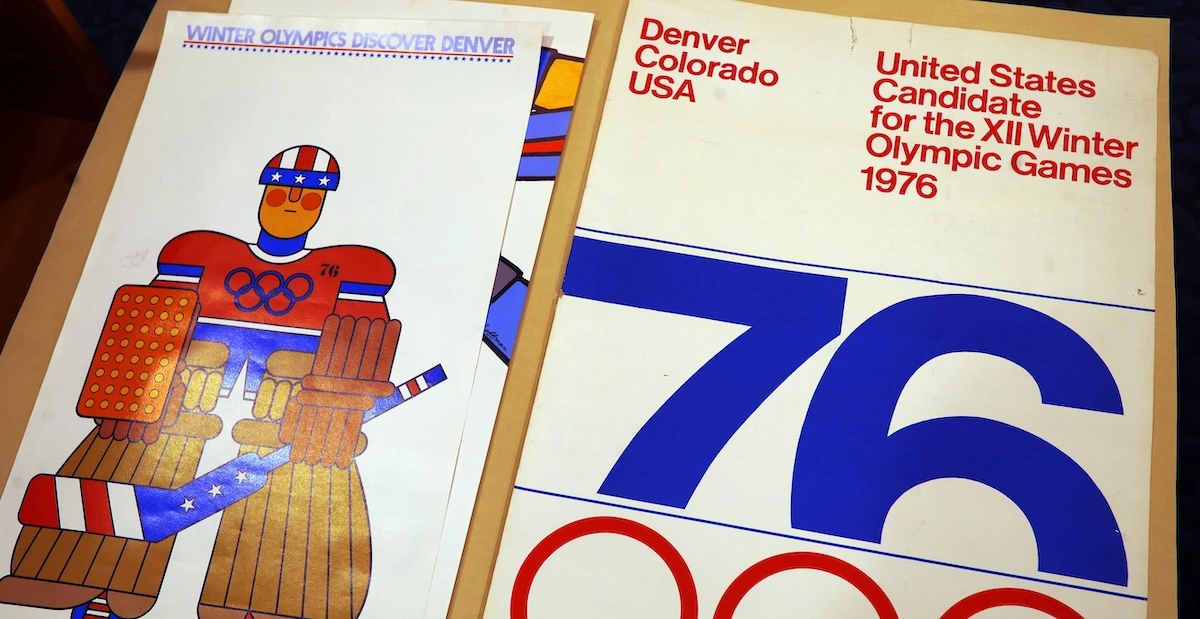 WINTER OLYMPICS DISCOVER DENVER
76
Denver
Colorado
USA
United States
Candidate
for the XII Winter
Olympic Games
1976
76